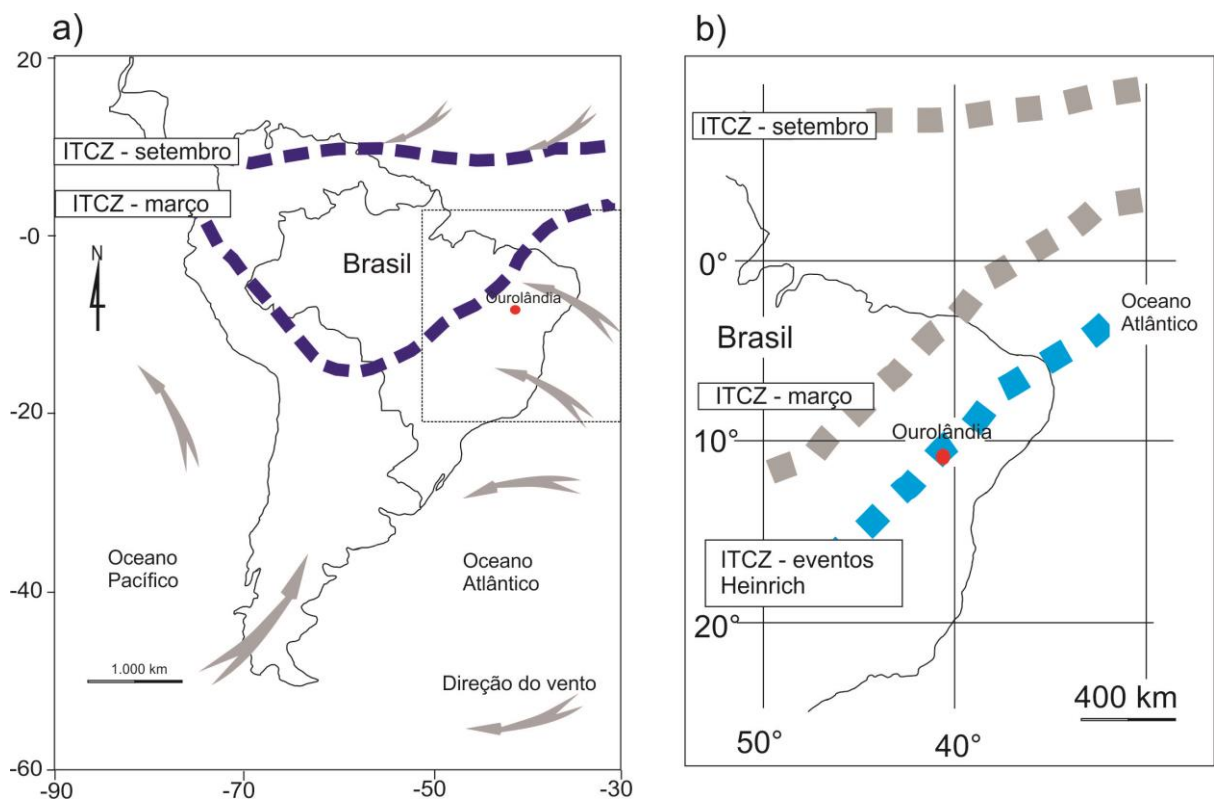 a)
20
ITCZ - setembro
ITCZ - março
-0
N
Brasil
Ourolândia
-20
Oceano
Pacífico
Oceano
Atlântico
-40
1.000 km
Direção do vento
-60
-90
-70
-50
-30
b)
ITCZ - setembro
0°
Oceano
Atlântico
Brasil
ITCZ - março
10°
Ourolândia
ITCZ - eventos
Heinrich
20°
400 km
50°
40°